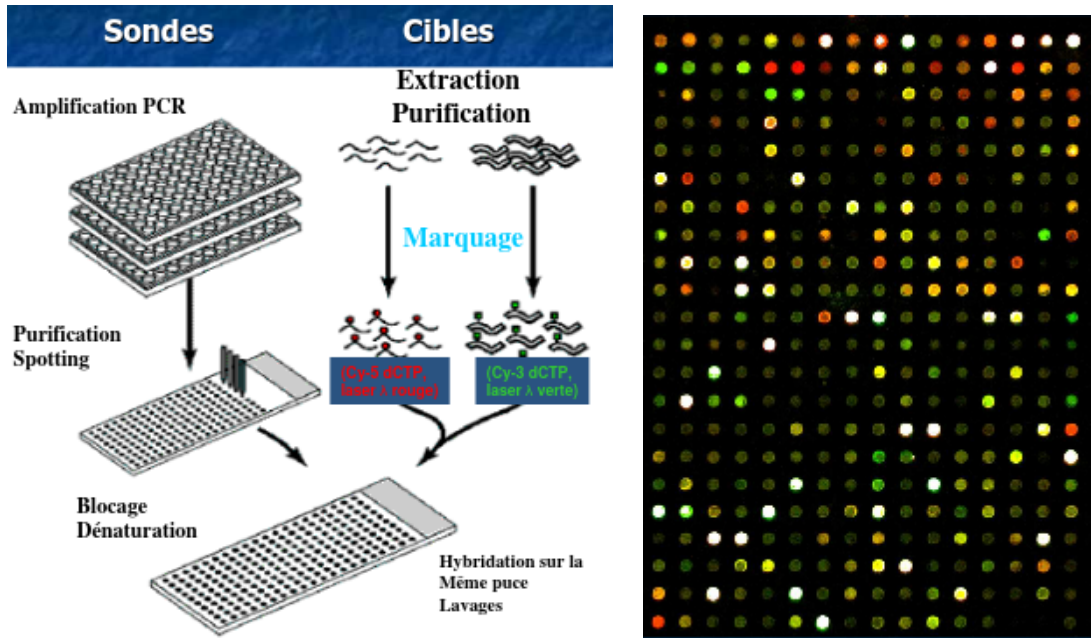 Sondes
Cibles
Amplification PCR
Extraction
Purification
Marquage
Purification
Spotting
(Cy-5 dCTP,
laser λ rouge)
(Cy-3 dCTP,
laser λ verte)
Blocage
Dénaturation
Hybridation sur la
Même puce
Lavages